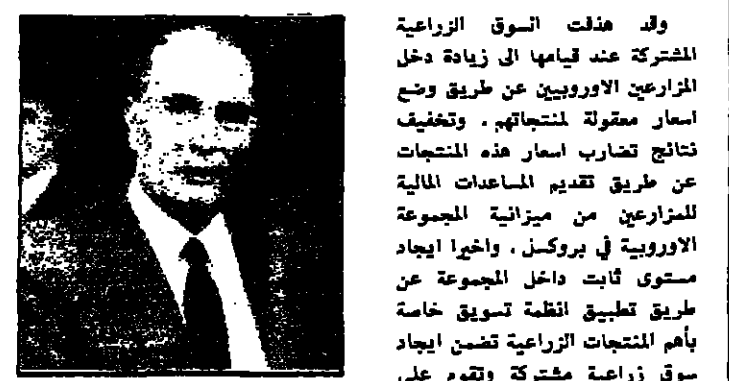 وقد هدفت السوق الزراعية
المشتركة عند قيامها الى زيادة دخل
المزارعين الاوروبيين عن طريق وضع
اسعار معقولة لمنتجاتهم . وتخفيف
نتائج تضارب اسعار هذه المنتجات
عن طريق تقديم المساعدات المالية
للمزارعين من ميزانية المجموعة
الاوروبية في بروكسل . واخيرا ايجاد
مستوى ثابت داخل المجموعة عن
طريق تطبيق انظمة تسويق خاصة
بأهم المنتجات الزراعية تضمن ايجاد
سوق زراعية مشتركة وتقوم على